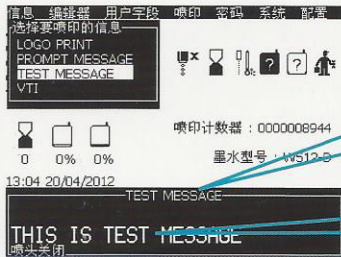 信息 编辑器 用户字段 喷印 密码 系统 配置
选择要喷印的信息
LOGO PRINT
PROMPT MESSAGE
TEST MESSAGE
VTI
喷印计数器：0000008944
0 0% 0%
墨水型号：W512-D
13:04 20/04/2012
TEST MESSAGE
THIS IS TEST MESSAGE
喷头关闭